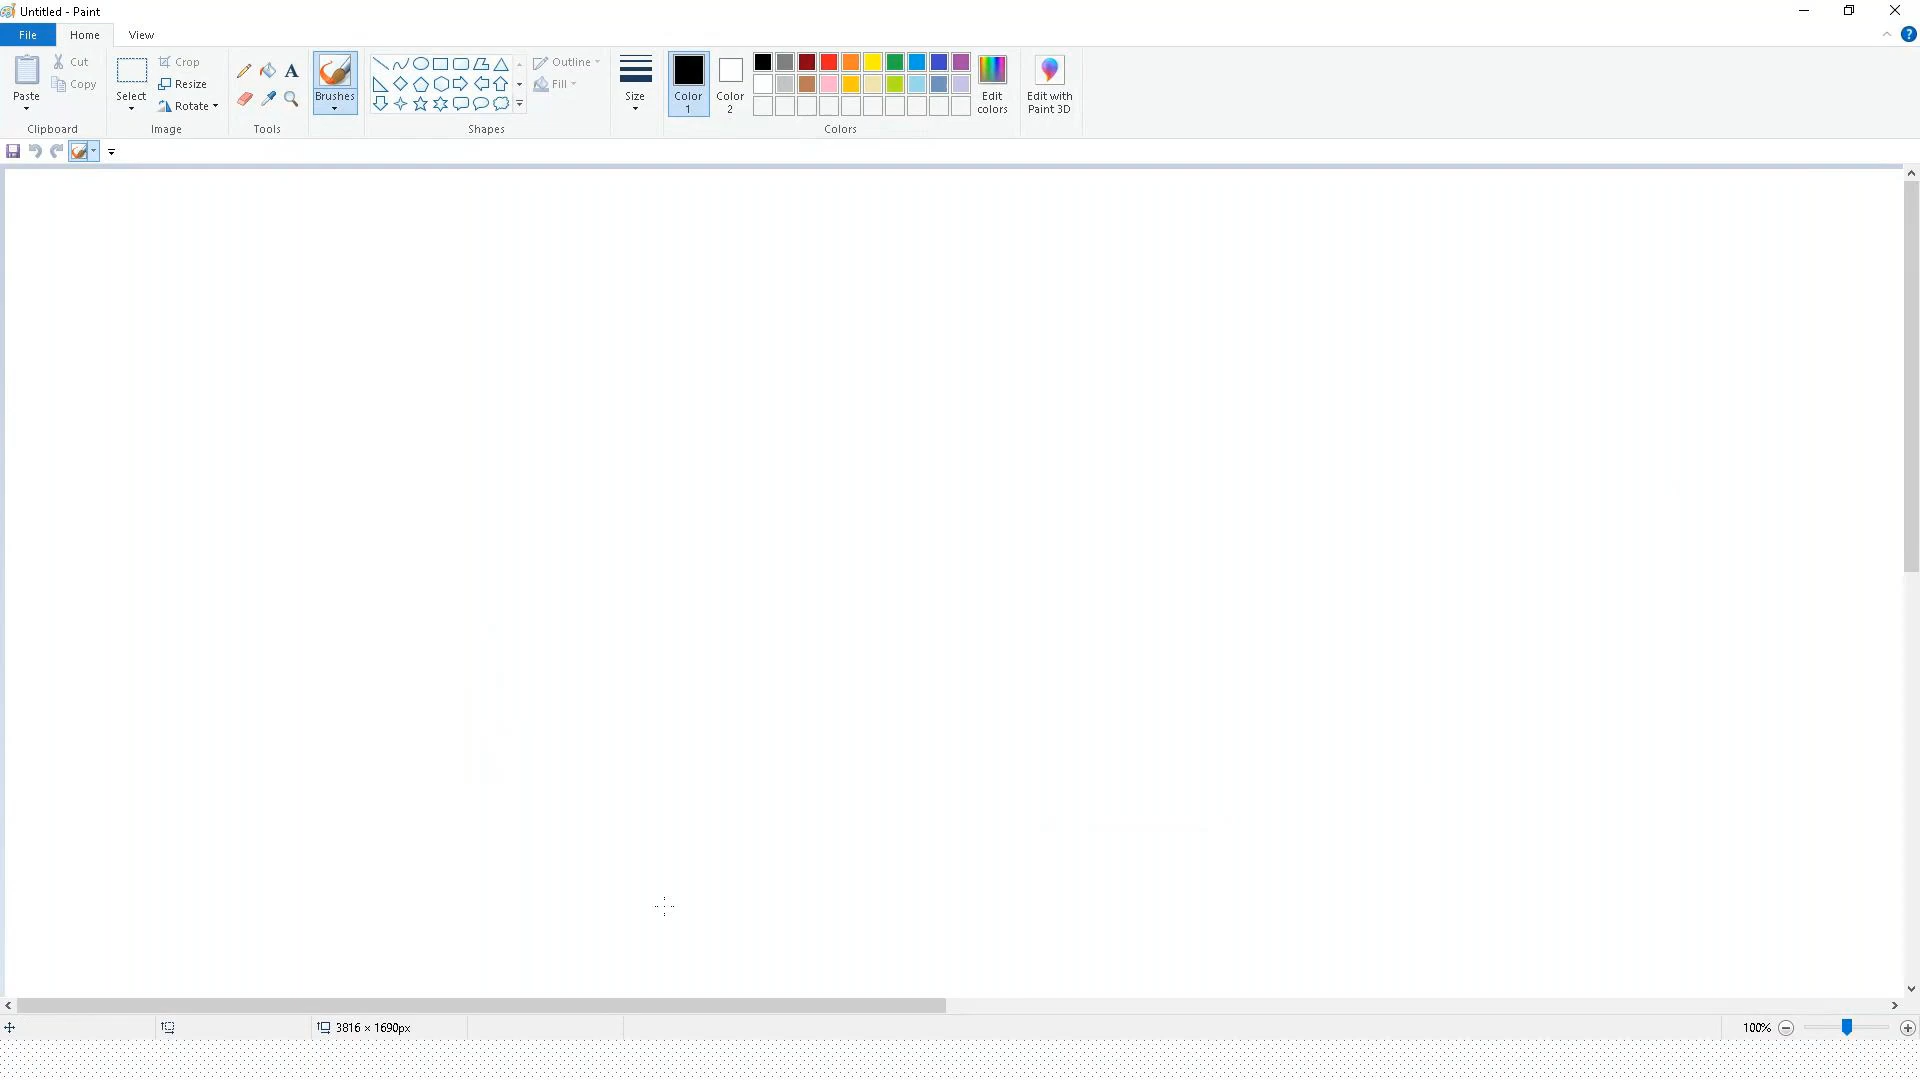 Untitled - Paint
File Home View
Paste
Cut
Copy
Clipboard
Select
Crop
Resize
Rotate
Image
A
Tools
Brushes
Shapes
Outline
Fill
Size
Color
1
Color
2
Colors
Edit
colors
Edit with
Paint 3D
?
3816 × 1690px
100%